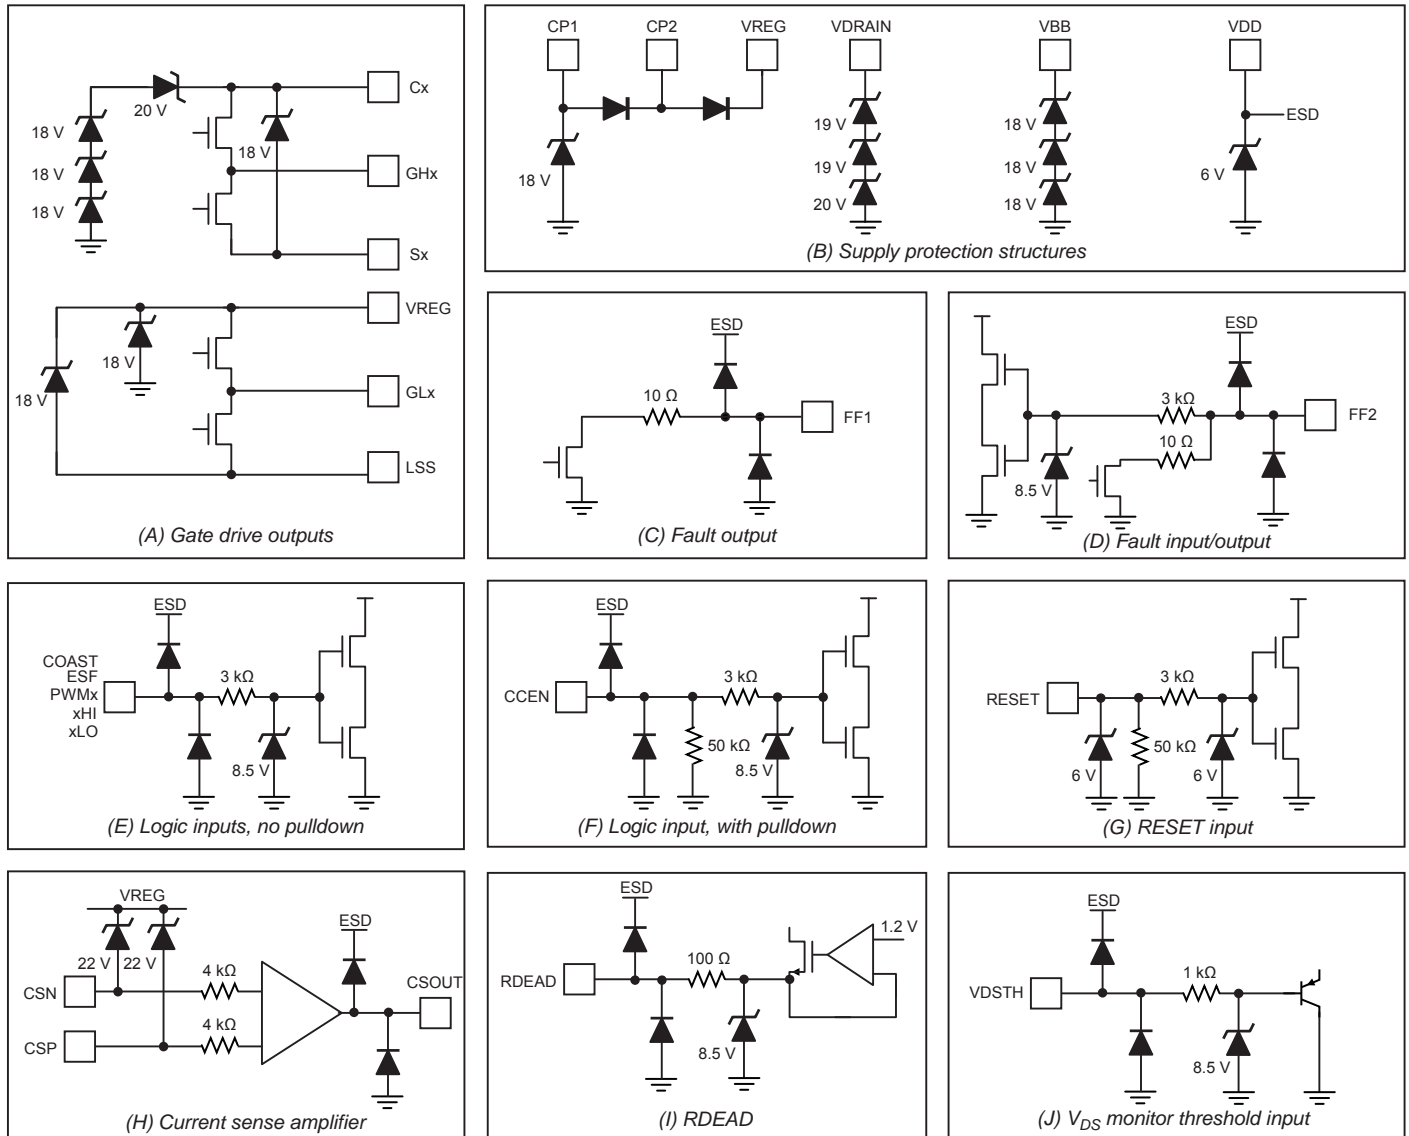 Cx
20 V
18 V
18 V
18 V
18 V
GHx
Sx
VREG
18 V
18 V
GLx
LSS
(A) Gate drive outputs
CP1
CP2
VREG
VDRAIN
VBB
VDD
18 V
19 V
19 V
20 V
18 V
18 V
18 V
ESD
6 V
(B) Supply protection structures
ESD
10 Ω
FF1
(C) Fault output
ESD
3 kΩ
10 Ω
FF2
8.5 V
(D) Fault input/output
ESD
COAST
ESF
PWMx
xHI
xLO
3 kΩ
8.5 V
(E) Logic inputs, no pulldown
ESD
CCEN
3 kΩ
50 kΩ
8.5 V
(F) Logic input, with pulldown
RESET
3 kΩ
50 kΩ
6 V
6 V
(G) RESET input
VREG
22 V
22 V
ESD
CSN
4 kΩ
CSOUT
CSP
4 kΩ
(H) Current sense amplifier
ESD
1.2 V
RDEAD
100 Ω
8.5 V
(I) RDEAD
ESD
VDSTH
1 kΩ
8.5 V
(J) VDS monitor threshold input